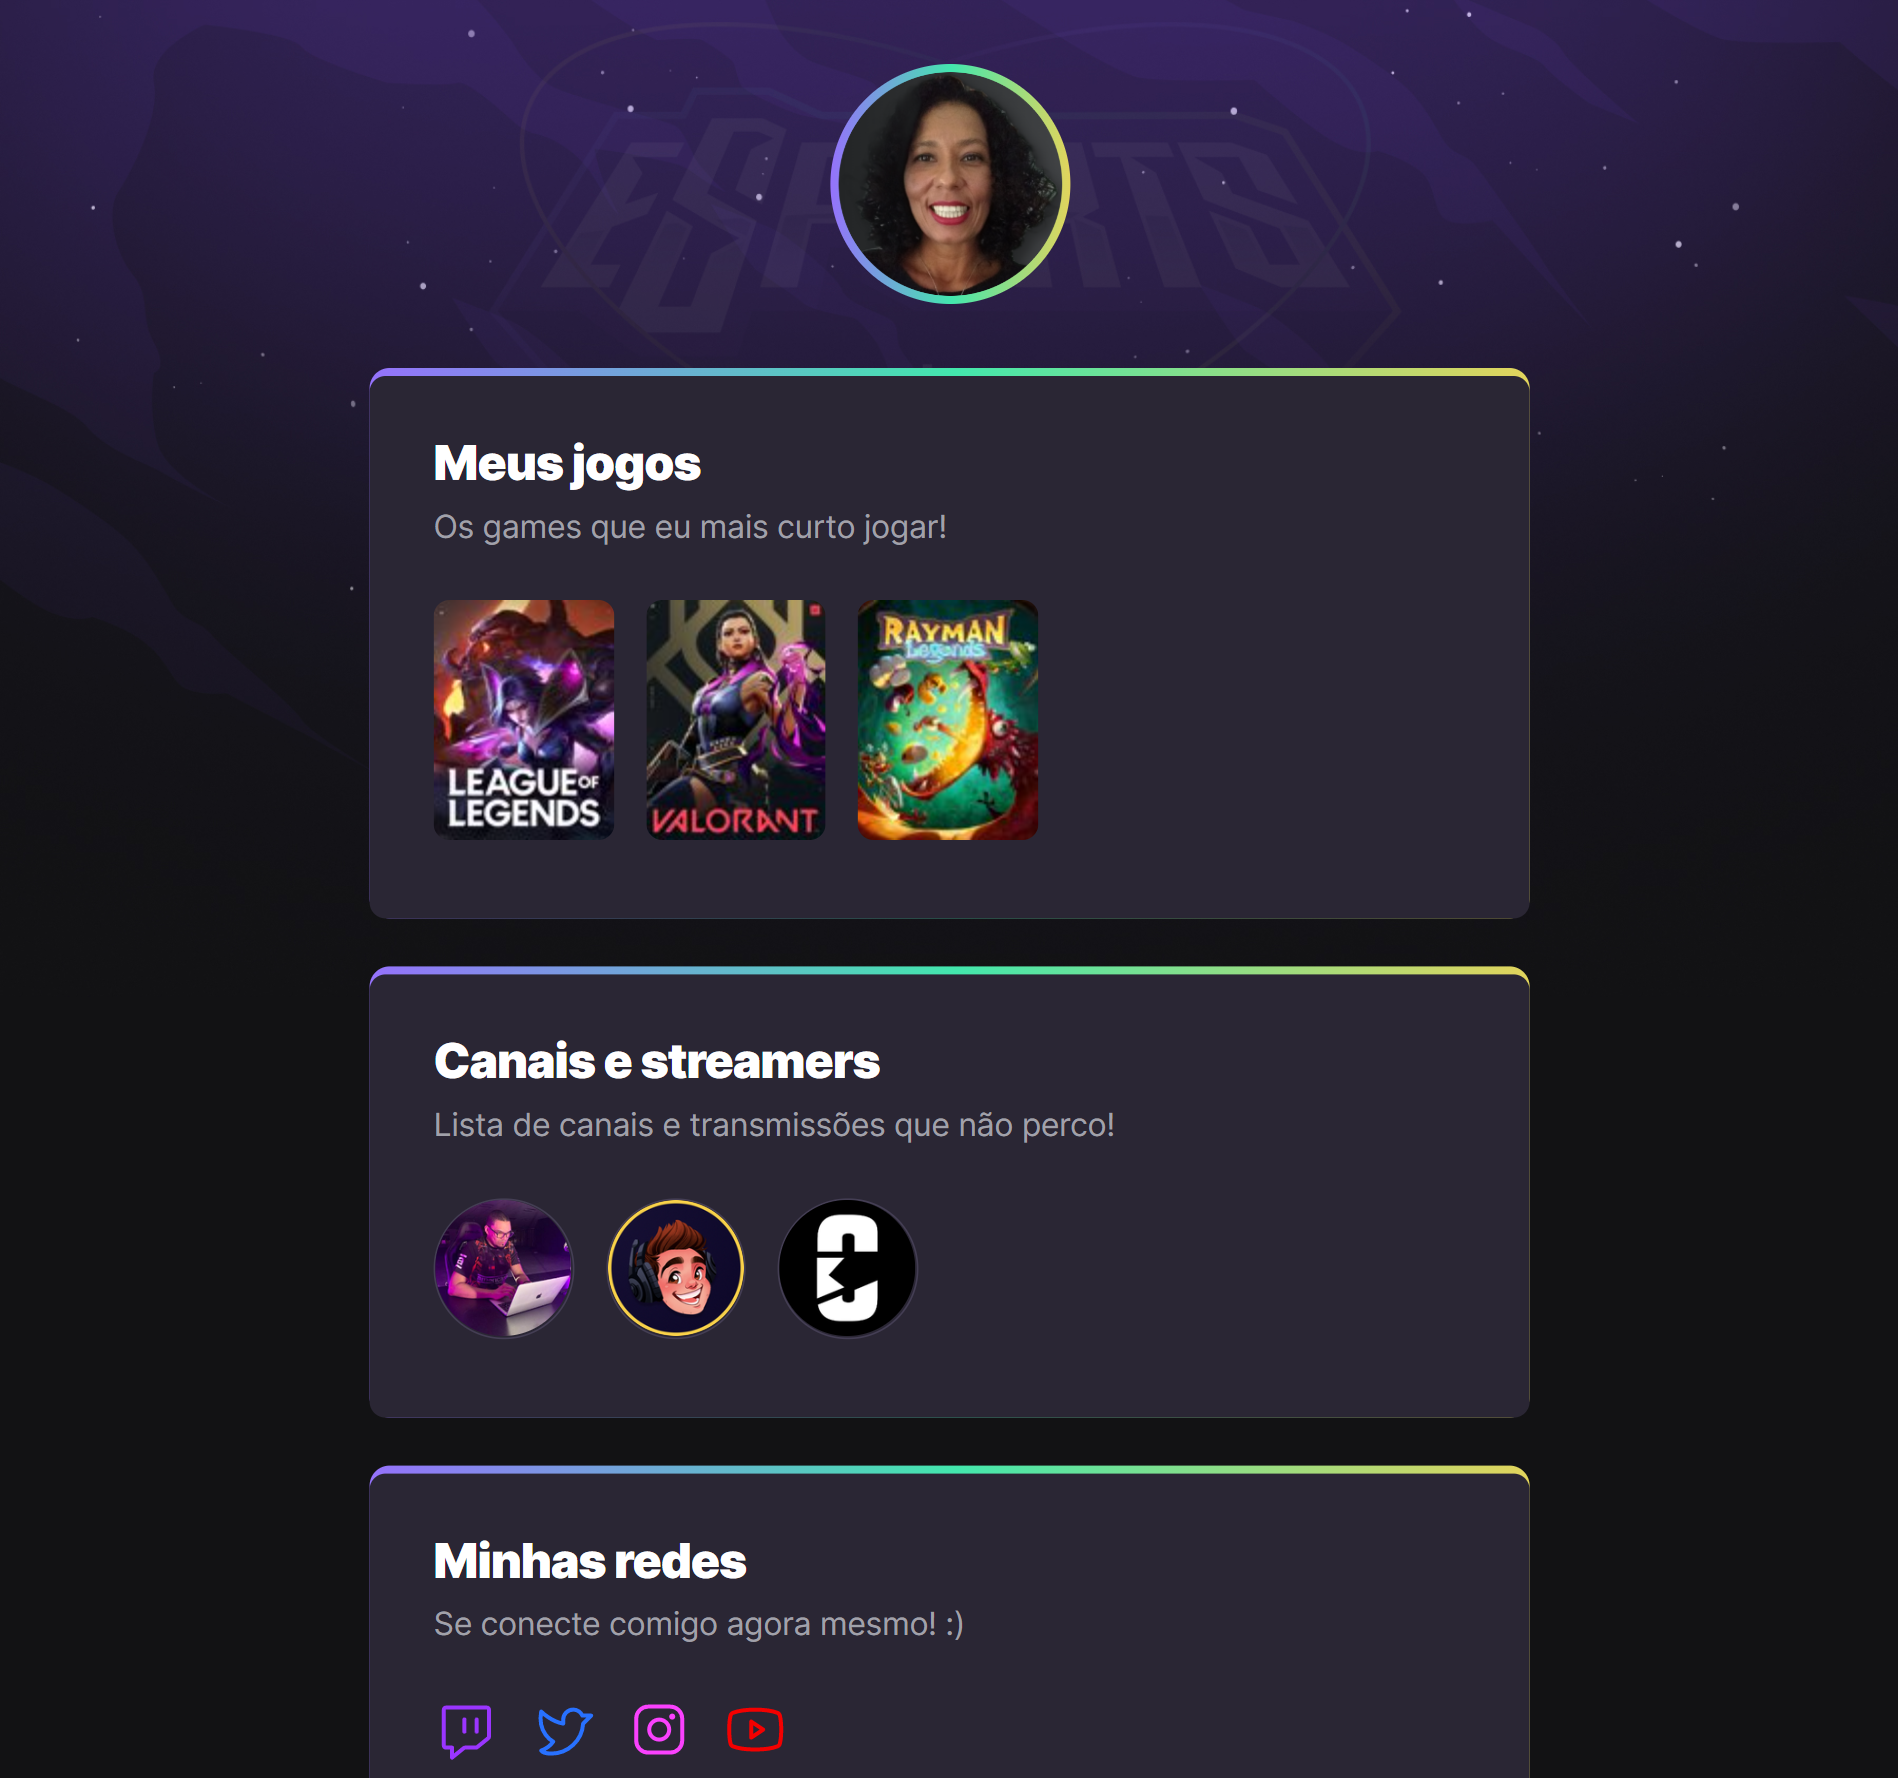 ESPORTS
Meus jogos
Os games que eu mais curto jogar!
LEAGUE OF
LEGENDS
VALORANT
RAYMAN
Legends
Canais e streamers
Lista de canais e transmissões que não perco!
Minhas redes
Se conecte comigo agora mesmo! :)